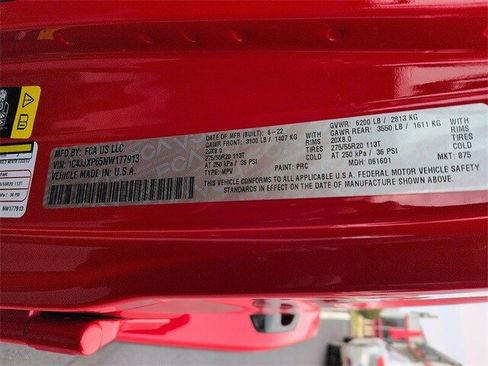 MFD BY: FCA US LLC
DATE OF MFR (BUILT): 6-22
GVWR: 6200 LB / 2813 KG
GAWR FRONT: 3100 LB / 1407 KG
WITH TIRES
RIMS
275/55R20 113T
20X8.0
AT 250 kPa / 36 PSI
GAWR REAR: 3550 LB / 1611 KG
WITH TIRES
RIMS
275/55R20 113T
20X8.0
AT 250 kPa / 36 PSI
VIN: 1C4JJXP65NW177913
TYPE: MPV
PAINT: PRC
MDH: 061601
MKT: 875
VEHICLE MADE IN: U.S.A.
THIS VEHICLE CONFORMS TO ALL APPLICABLE U.S.A. FEDERAL MOTOR VEHICLE SAFETY
STANDARDS IN EFFECT ON THE DATE OF MANUFACTURE SHOWN ABOVE.
NW177913